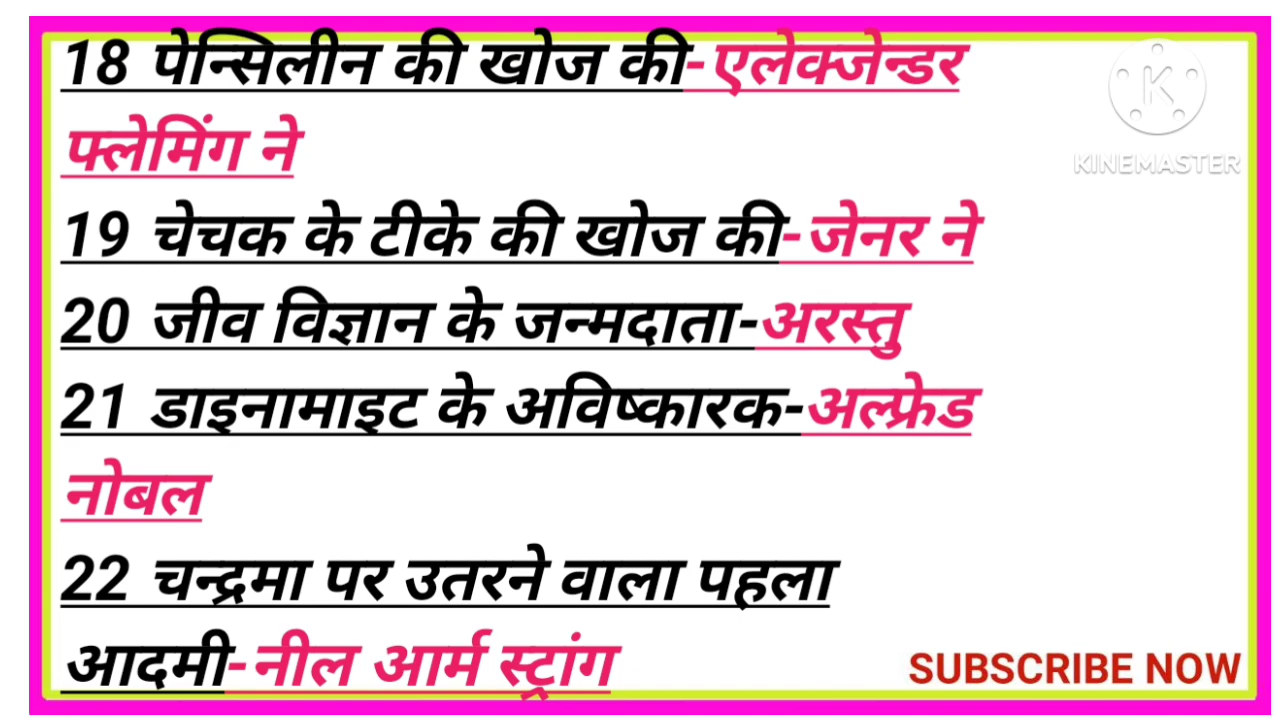 18 पेन्सिलीन की खोज की-एलेक्जेन्डर
फ्लेमिंग ने
19 चेचक के टीके की खोज की-जेनर ने
20 जीव विज्ञान के जन्मदाता-अरस्तु
21 डाइनामाइट के अविष्कारक-अल्फ्रेड
नोबल
22 चन्द्रमा पर उतरने वाला पहला
आदमी-नील आर्म स्ट्रांग
K
KINEMASTER
SUBSCRIBE NOW